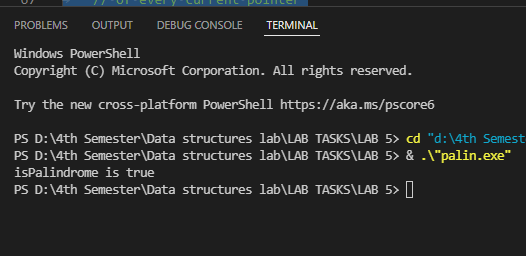 // of every current pointer
PROBLEMS OUTPUT DEBUG CONSOLE TERMINAL
Windows PowerShell
Copyright (C) Microsoft Corporation. All rights reserved.
Try the new cross-platform PowerShell https://aka.ms/pscore6
PS D:\4th Semester\Data structures lab\LAB TASKS\LAB 5> cd "d:\4th Semest
PS D:\4th Semester\Data structures lab\LAB TASKS\LAB 5> & .\"palin.exe"
isPalindrome is true
PS D:\4th Semester\Data structures lab\LAB TASKS\LAB 5>